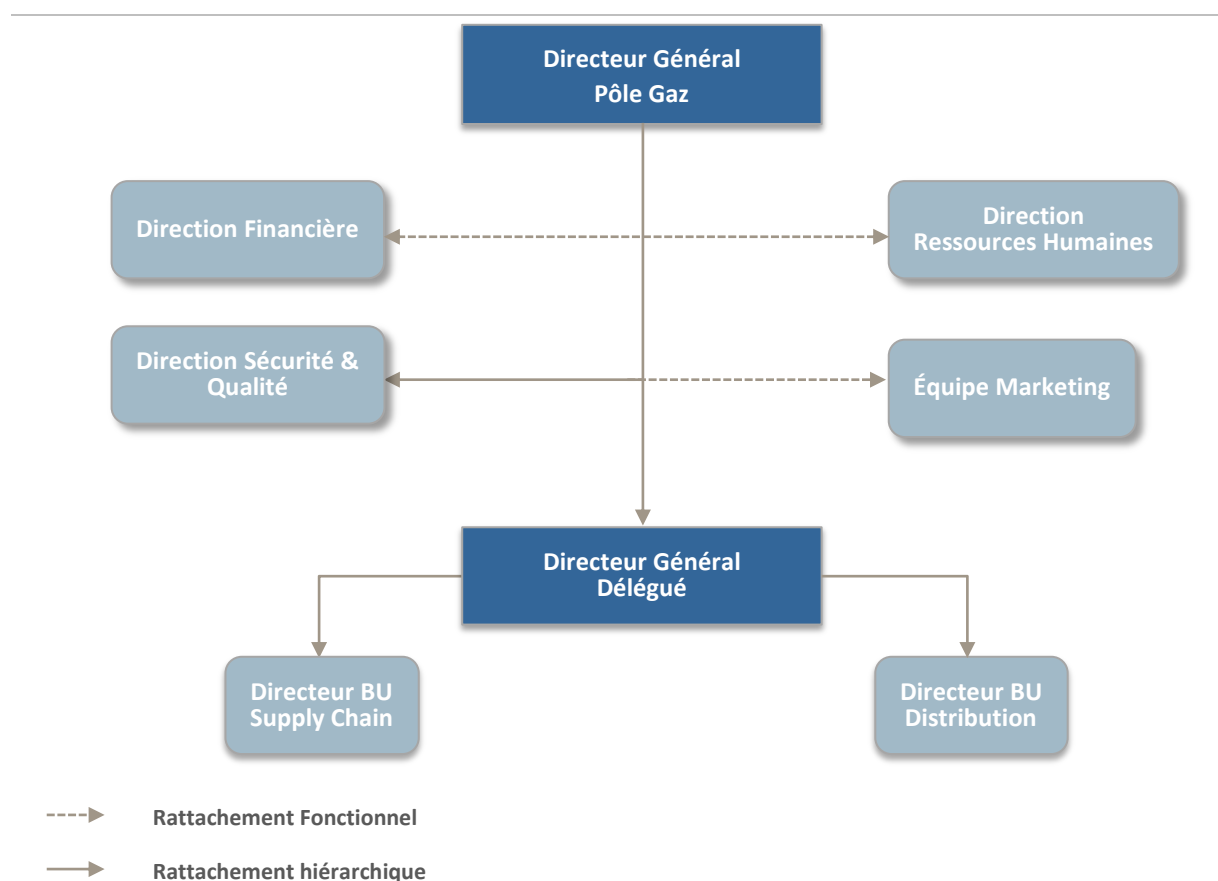 Directeur Général
Pôle Gaz
Direction Financière
Direction
Ressources Humaines
Direction Sécurité &
Qualité
Équipe Marketing
Directeur Général
Délégué
Directeur BU
Supply Chain
Directeur BU
Distribution
Rattachement Fonctionnel
Rattachement hiérarchique